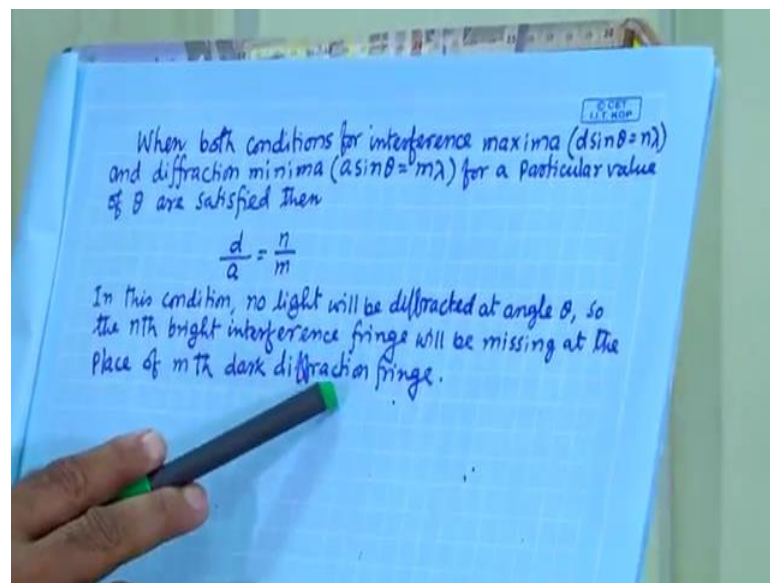 © CET
I.I.T. KGP
When both conditions for interference maxima (dsinθ = nλ)
and diffraction minima (asinθ = mλ) for a particular value
of θ are satisfied then
d/a = n/m
In this condition, no light will be diffracted at angle θ, so
the nth bright interference fringe will be missing at the
place of m th dark diffraction fringe.